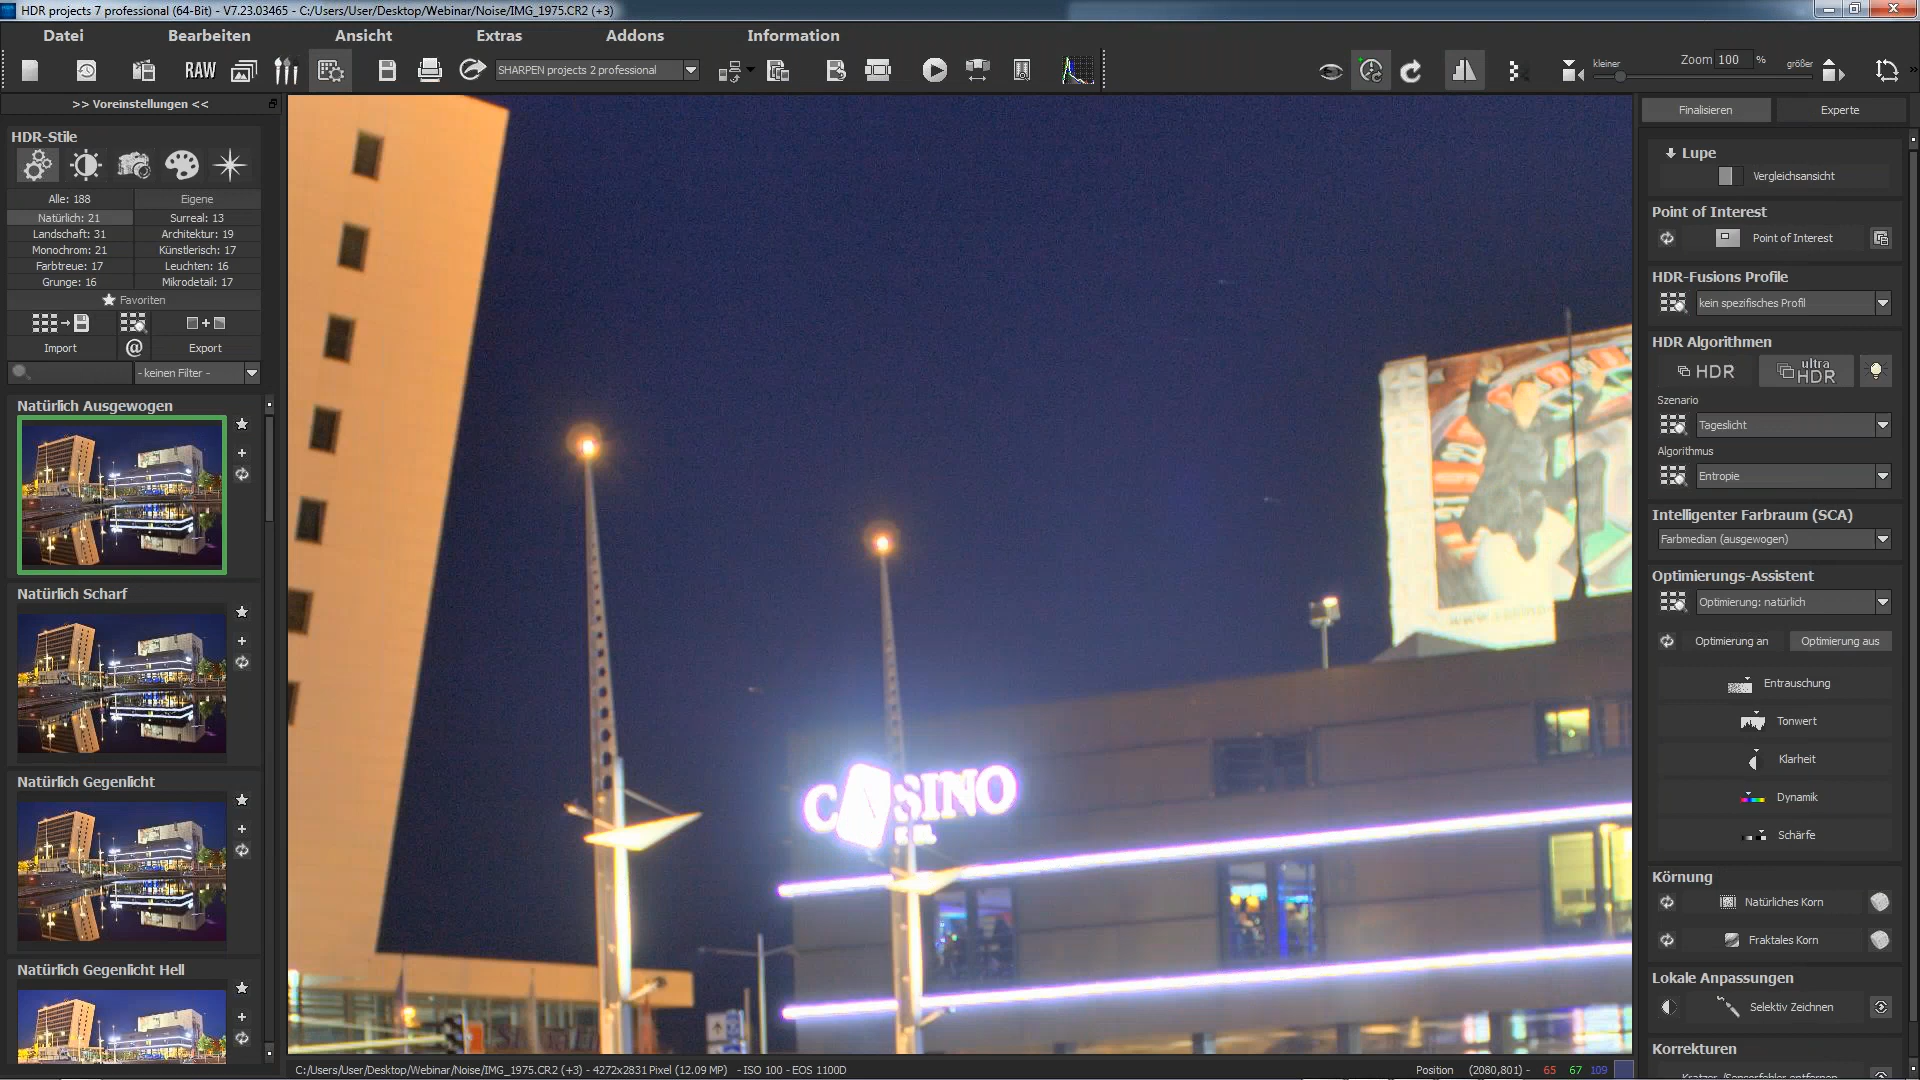 HDR projects 7 professional (64-Bit) - V7.23.03465 - C:/Users/User/Desktop/Webinar/Noise/IMG_1975.CR2 (+3)
Datei Bearbeiten Ansicht Extras Addons Information
RAW SHARPEN projects 2 professional kleiner Zoom 100 % größer »
>> Voreinstellungen <<
HDR-Stile
Alle: 188 Eigene
Natürlich: 21 Surreal: 13
Landschaft: 31 Architektur: 19
Monochrom: 21 Künstlerisch: 17
Farbtreue: 17 Leuchten: 16
Grunge: 16 Mikrodetail: 17
Favoriten
Import @ Export
- keinen Filter -
Natürlich Ausgewogen
Natürlich Scharf
Natürlich Gegenlicht
Natürlich Gegenlicht Hell
CASINO
Finalisieren Experte
Lupe
Vergleichsansicht
Point of Interest
Point of Interest
HDR-Fusions Profile
kein spezifisches Profil
HDR Algorithmen
HDR ultra HDR
Szenario
Tageslicht
Algorithmus
Entropie
Intelligenter Farbraum (SCA)
Farbmedian (ausgewogen)
Optimierungs-Assistent
Optimierung: natürlich
Optimierung an Optimierung aus
Entrauschung
Tonwert
Klarheit
Dynamik
Schärfe
Körnung
Natürliches Korn
Fraktales Korn
Lokale Anpassungen
Selektiv Zeichnen
Korrekturen
Kratzer-/Sensorfehler entfernen
C:/Users/User/Desktop/Webinar/Noise/IMG_1975.CR2 (+3) - 4272x2831 Pixel (12.09 MP) - ISO 100 - EOS 1100D
Position (2080,801) - 65 67 109